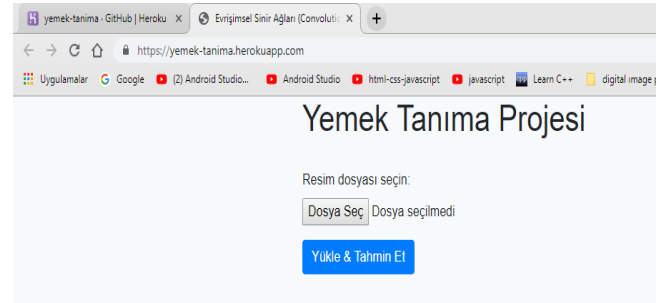 yemek-tanima · GitHub | Heroku
Evrişimsel Sinir Ağları (Convolutic
https://yemek-tanima.herokuapp.com
Uygulamalar Google (2) Android Studio... Android Studio html-css-javascript javascript Learn C++ digital ımage p
Yemek Tanıma Projesi
Resim dosyası seçin:
Dosya Seç Dosya seçilmedi
Yükle & Tahmin Et